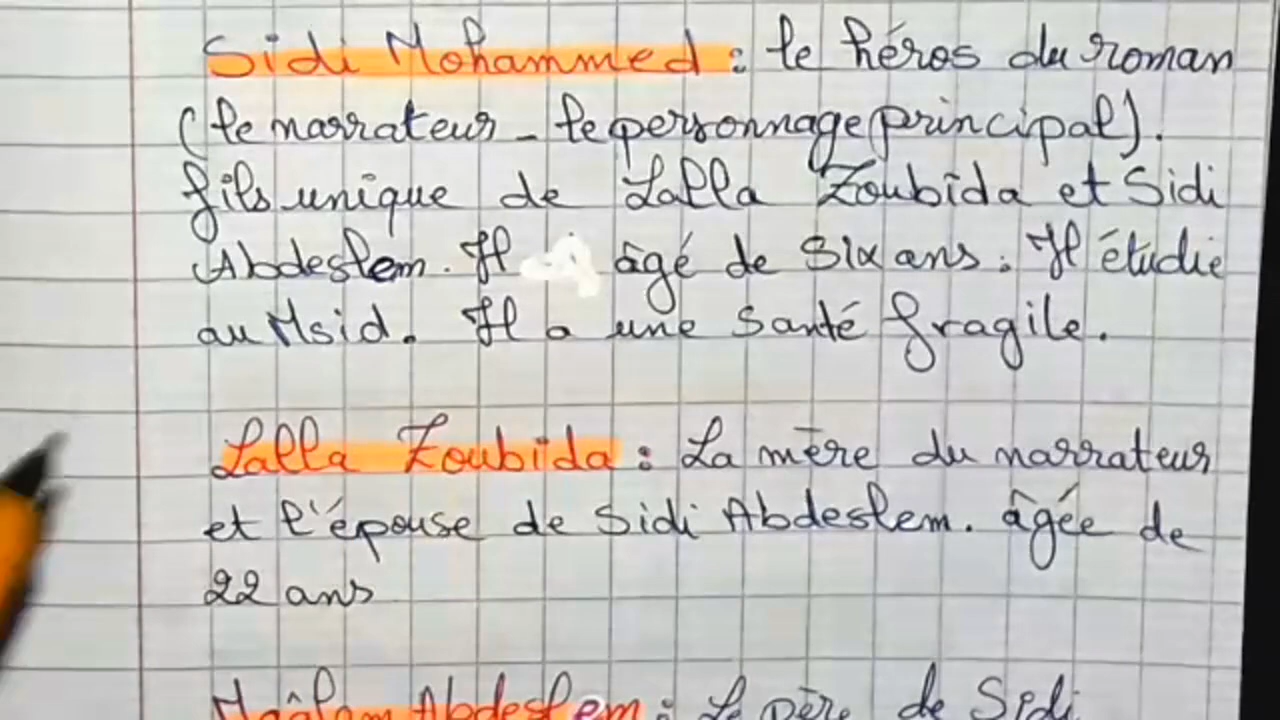 Sidi Mohammed : le héros du roman
(le narrateur - le personnage principal).
fils unique de Lalla Zoubida et Sidi
Abdeslem. Il âgé de six ans. Il étudie
au Msid. Il a une santé fragile.
Lalla Zoubida : La mère du narrateur
et l'épouse de Sidi Abdeslem. âgée de
22 ans
Maâlam Abdeslem : Le père de Sidi